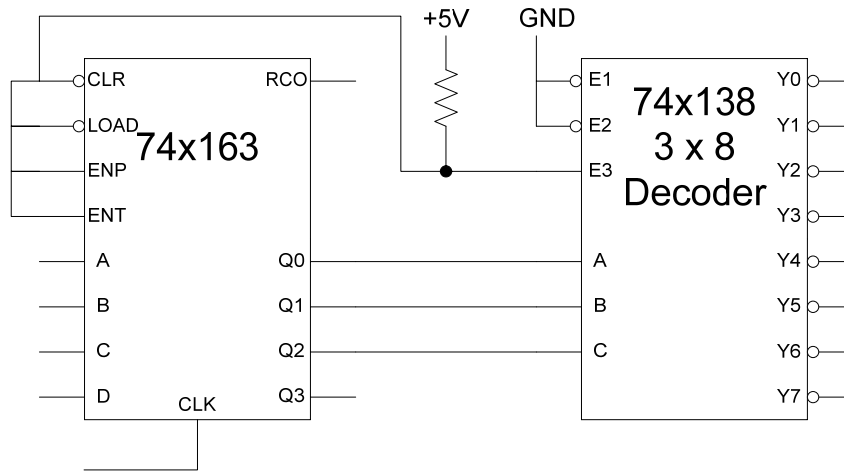 +5V
GND
CLR
RCO
LOAD
74x163
ENP
ENT
A
Q0
B
Q1
C
Q2
D
Q3
CLK
E1
Y0
74x138
E2
Y1
3 x 8
E3
Y2
Decoder
Y3
A
Y4
B
Y5
C
Y6
Y7